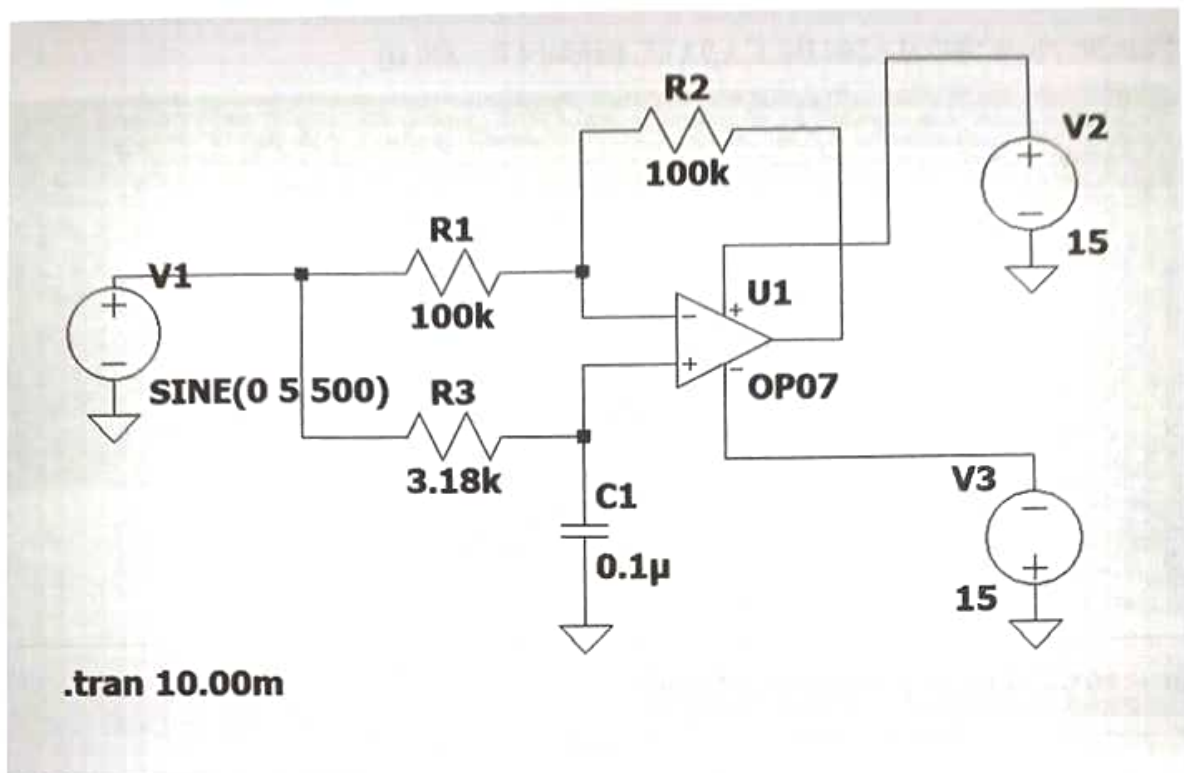 R2
100k
V2
15
R1
100k
V1
SINE(0 5 500)
R3
3.18k
U1
OP07
C1
0.1µ
V3
15
.tran 10.00m